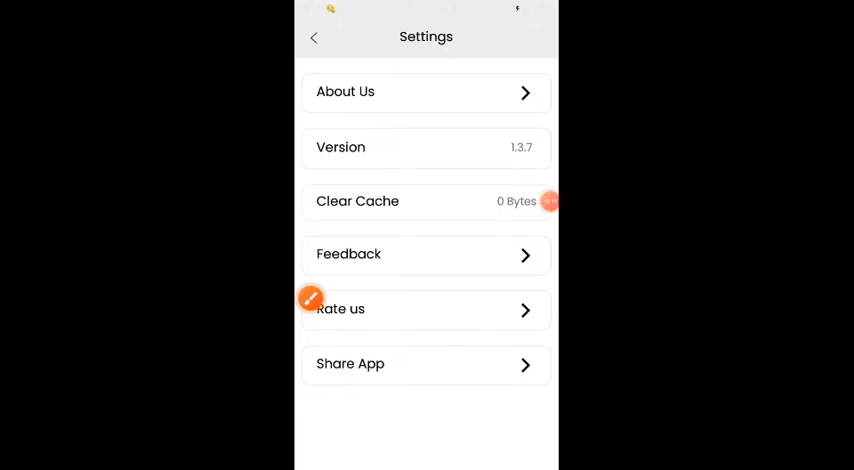 Settings
About Us
Version 1.3.7
Clear Cache 0 Bytes
Feedback
Rate us
Share App